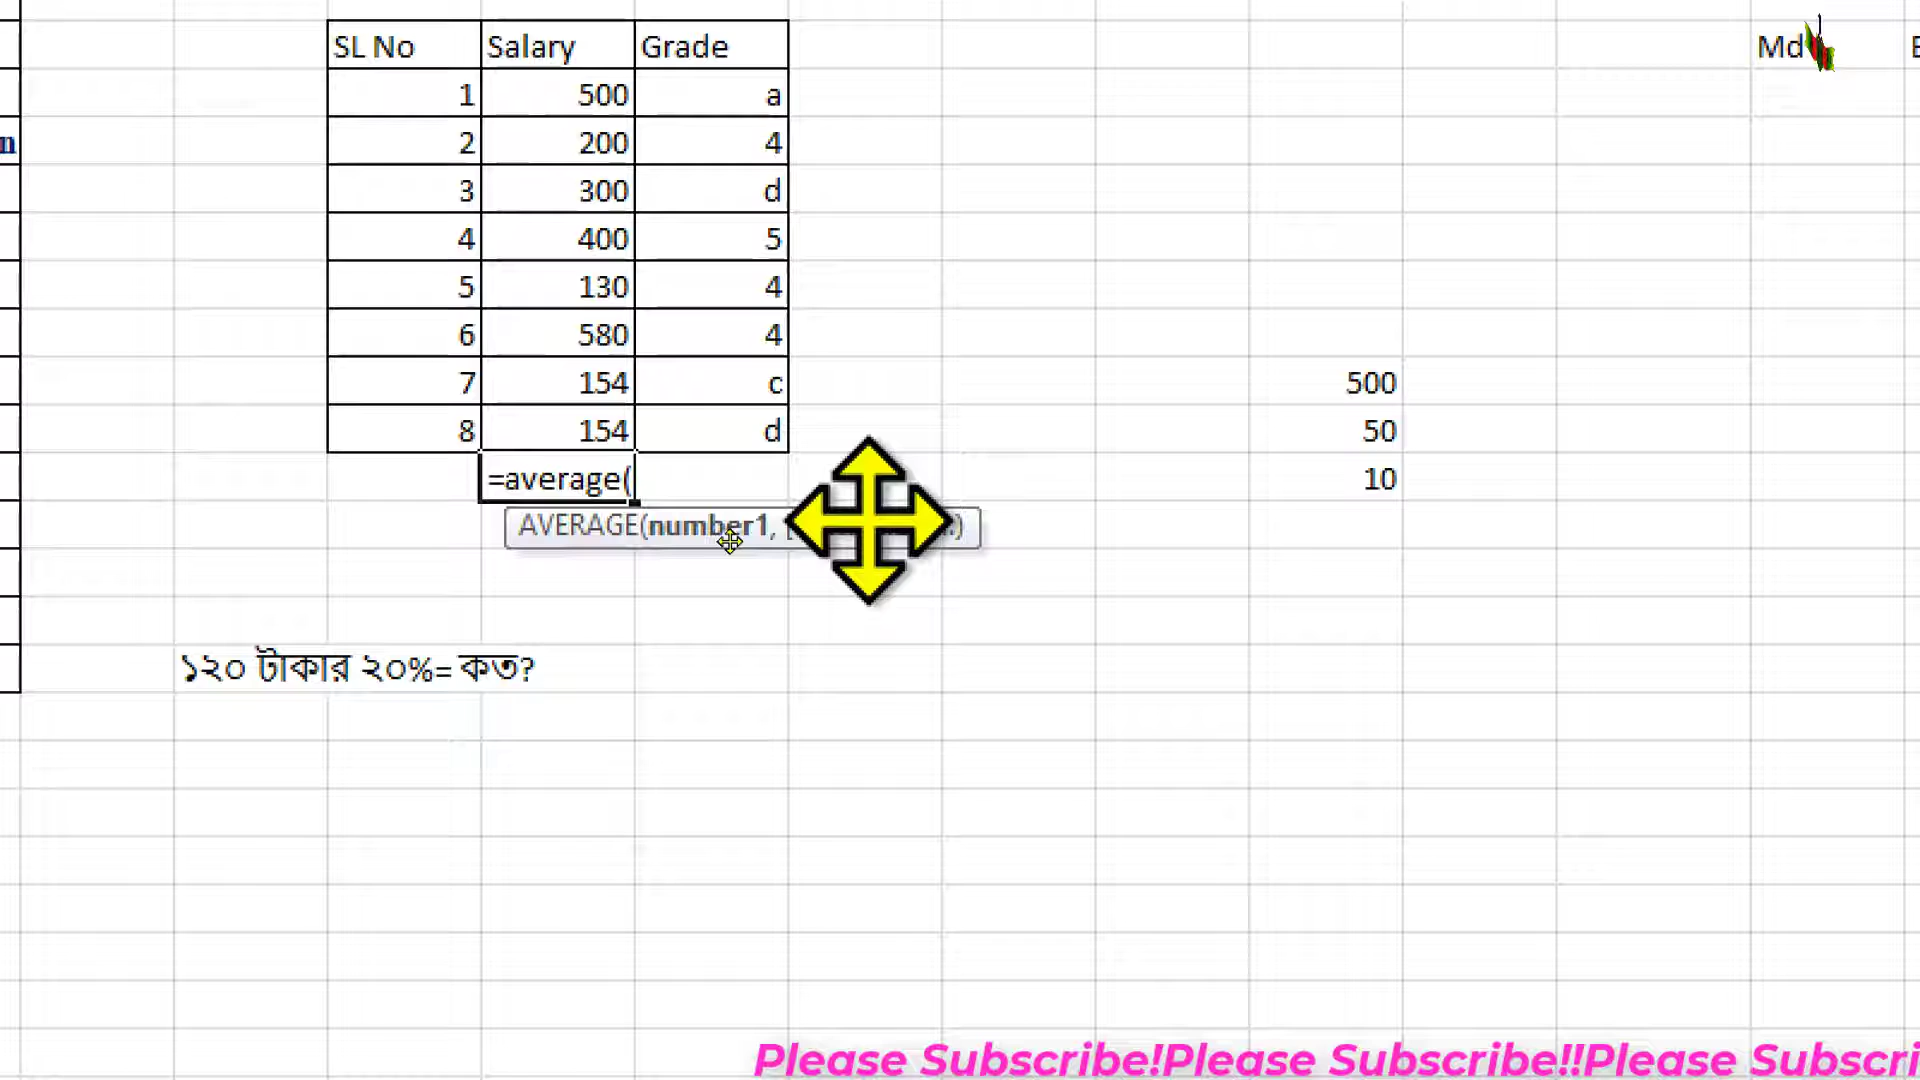 SL No Salary Grade Md
1 500 a
n 2 200 4
3 300 d
4 400 5
5 130 4
6 580 4
7 154 c 500
8 154 d 50
=average( 10
AVERAGE(number1, [ )
১২০ টাকার ২০%= কত?
Please Subscribe!Please Subscribe!!Please Subscri